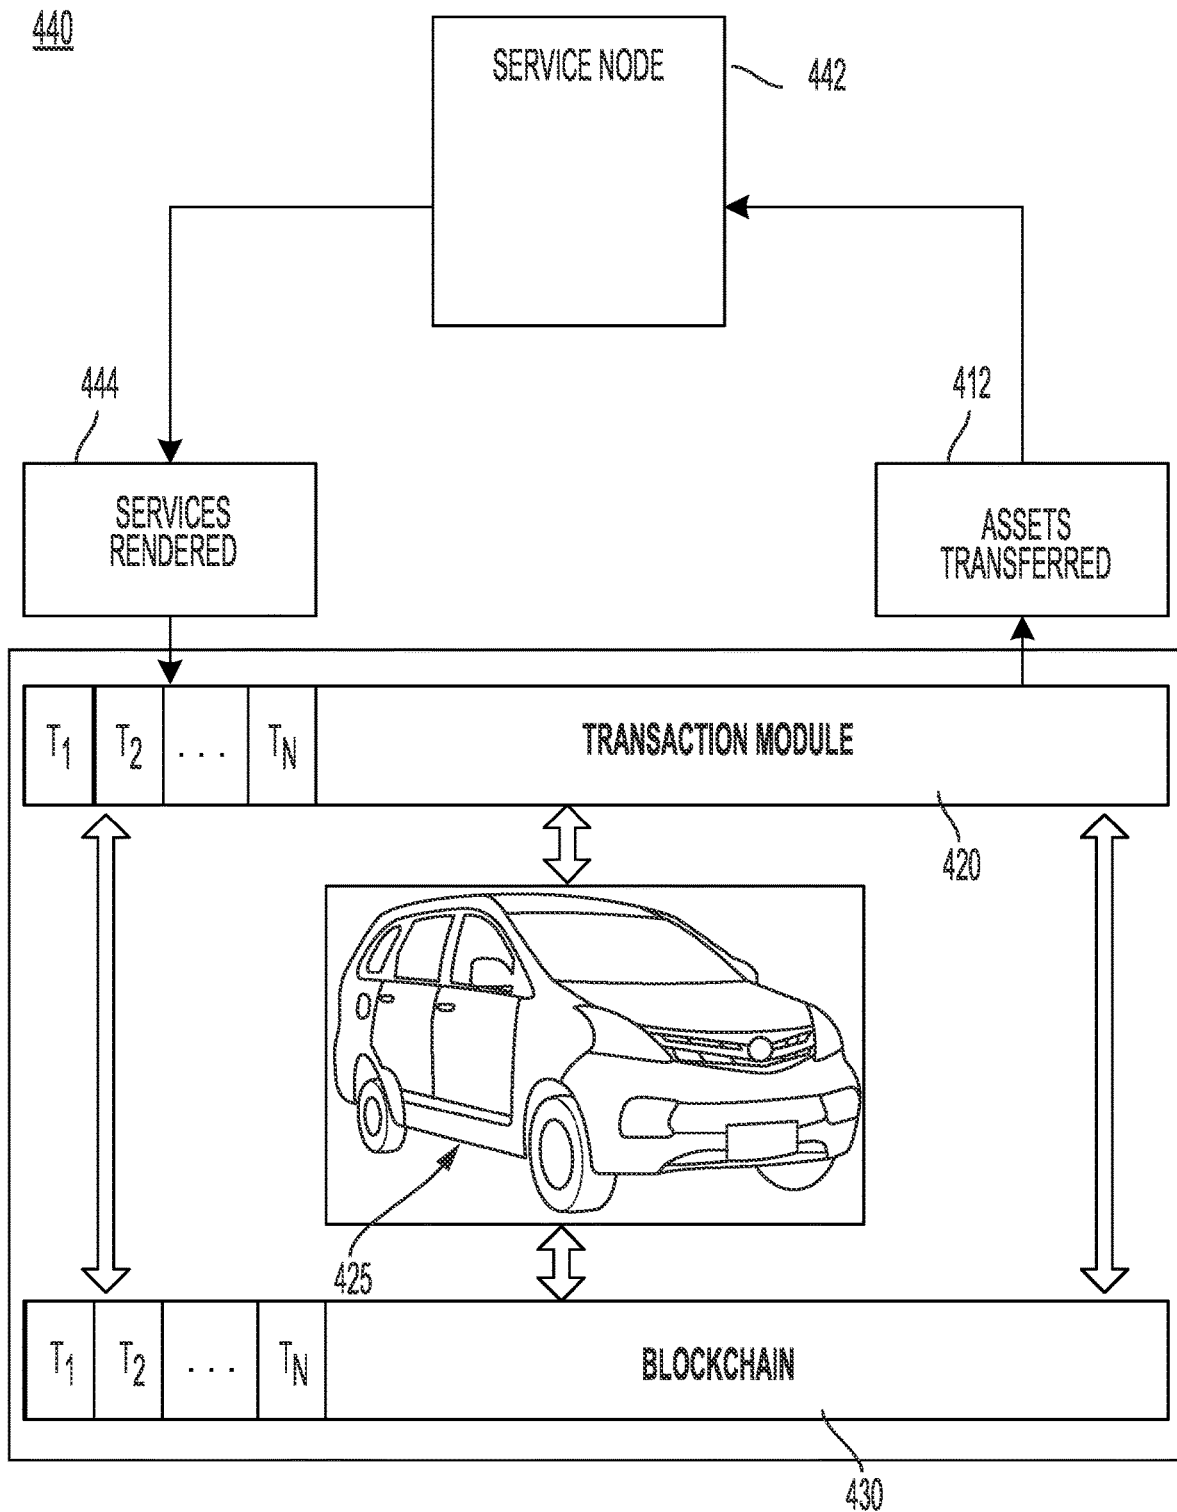 440
SERVICE NODE
442
444
412
SERVICES
RENDERED
ASSETS
TRANSFERRED
T1 T2 . . . TN TRANSACTION MODULE
420
425
T1 T2 . . . TN BLOCKCHAIN
430